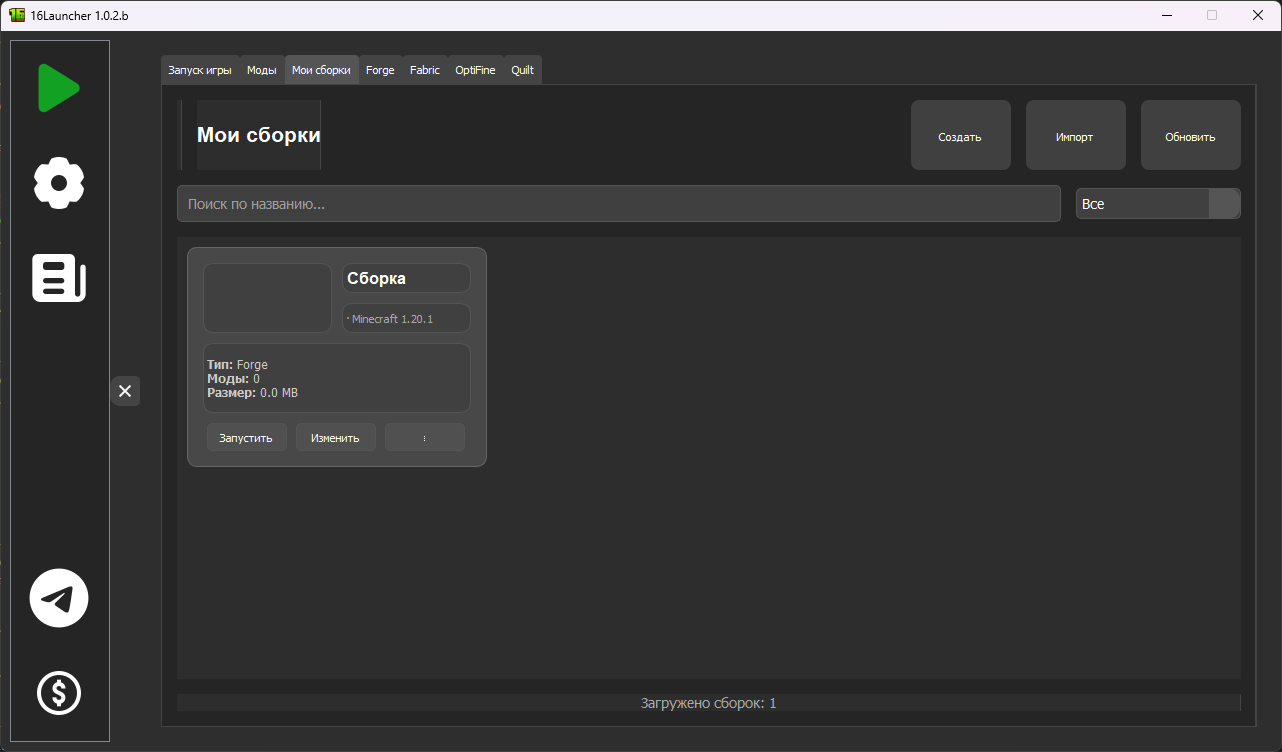 16Launcher 1.0.2.b
Запуск игры Моды Мои сборки Forge Fabric OptiFine Quilt
Мои сборки
Создать Импорт Обновить
Поиск по названию...
Все
Сборка
· Minecraft 1.20.1
Тип: Forge
Моды: 0
Размер: 0.0 MB
Запустить Изменить ⋮
Загружено сборок: 1